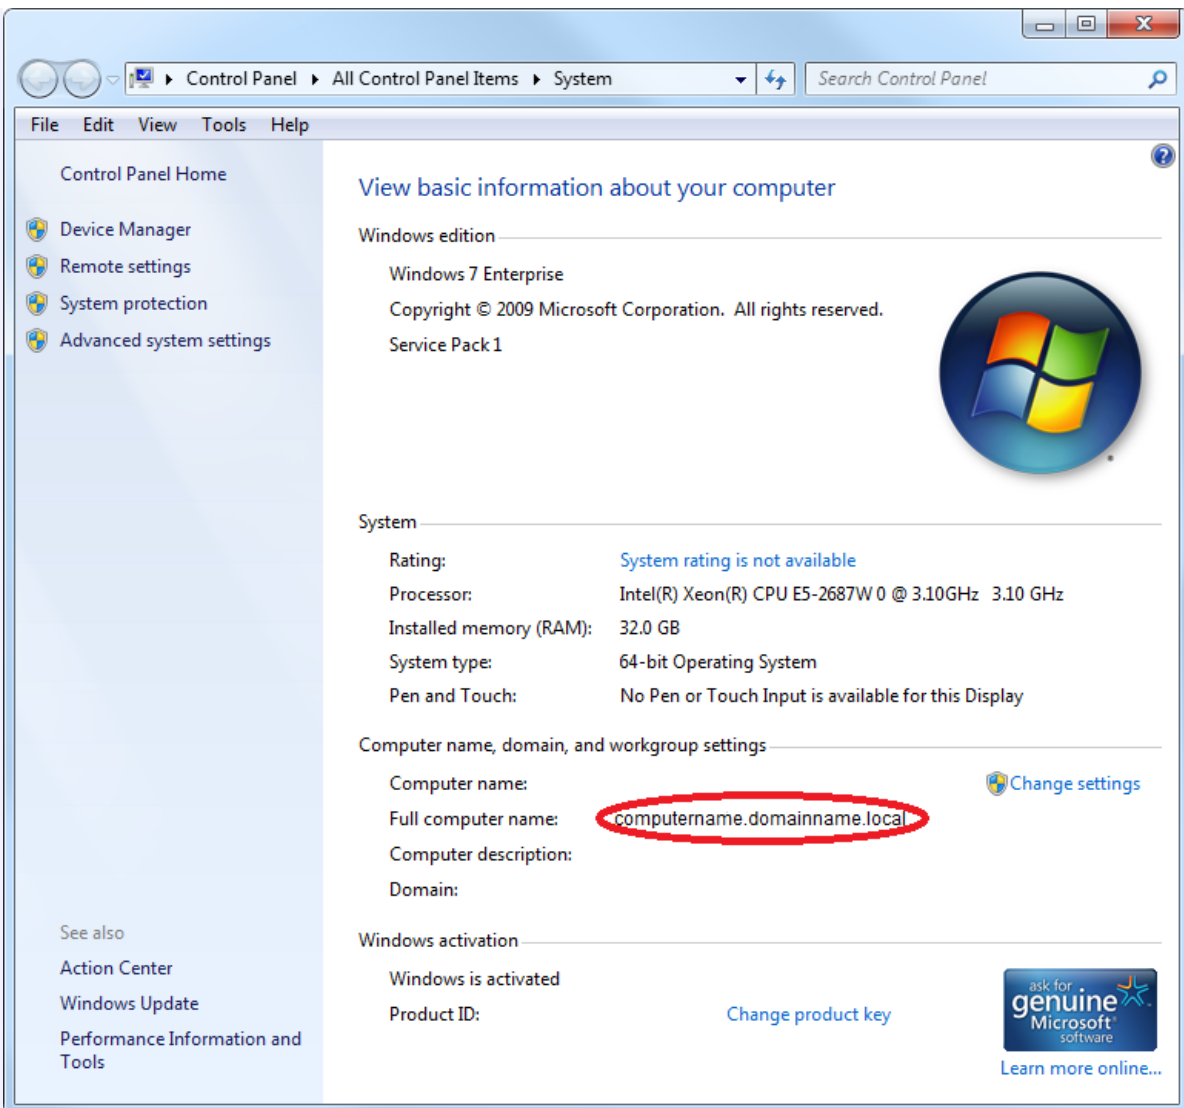 Control Panel ▸ All Control Panel Items ▸ System
Search Control Panel
File Edit View Tools Help
Control Panel Home
Device Manager
Remote settings
System protection
Advanced system settings
See also
Action Center
Windows Update
Performance Information and
Tools
View basic information about your computer
Windows edition
Windows 7 Enterprise
Copyright © 2009 Microsoft Corporation. All rights reserved.
Service Pack 1
System
Rating: System rating is not available
Processor: Intel(R) Xeon(R) CPU E5-2687W 0 @ 3.10GHz 3.10 GHz
Installed memory (RAM): 32.0 GB
System type: 64-bit Operating System
Pen and Touch: No Pen or Touch Input is available for this Display
Computer name, domain, and workgroup settings
Computer name: Change settings
Full computer name: computername.domainname.local
Computer description:
Domain:
Windows activation
Windows is activated
Product ID: Change product key
ask for
genuine
Microsoft
software
Learn more online...